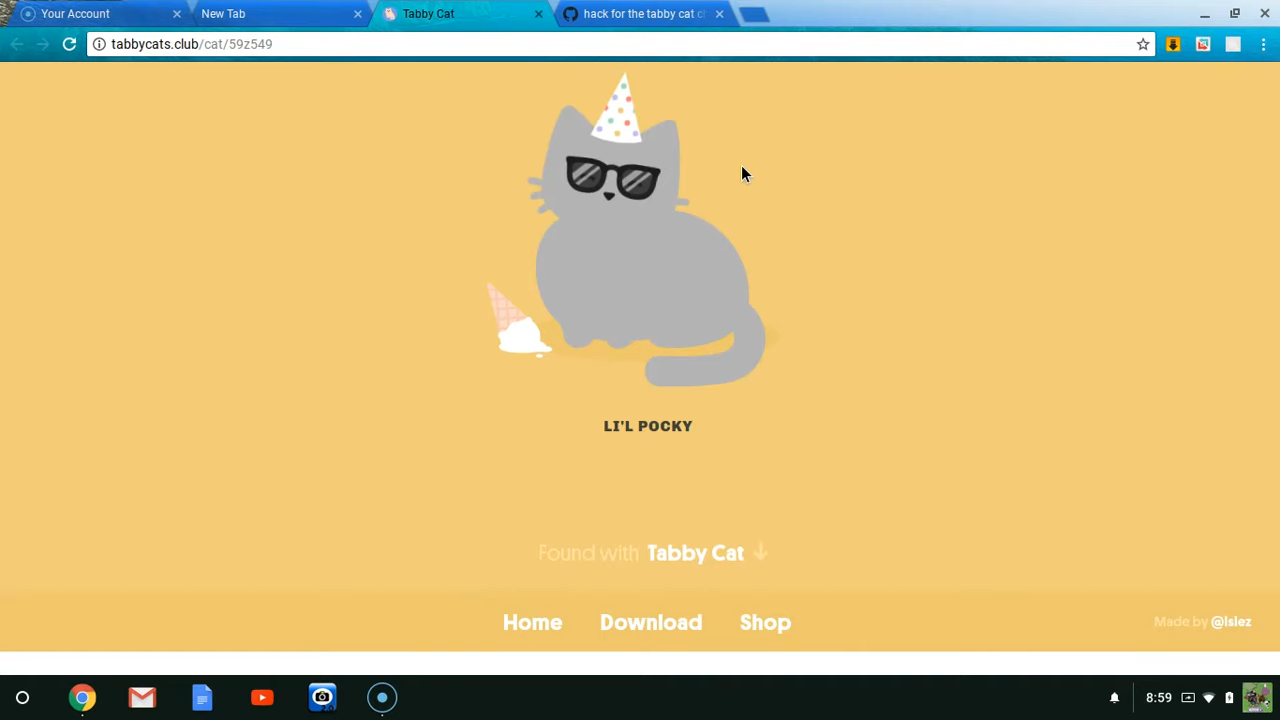 Your Account
New Tab
Tabby Cat
hack for the tabby cat ch
tabbycats.club/cat/59z549
LI'L POCKY
Found with Tabby Cat
Home Download Shop
Made by @lslez
8:59